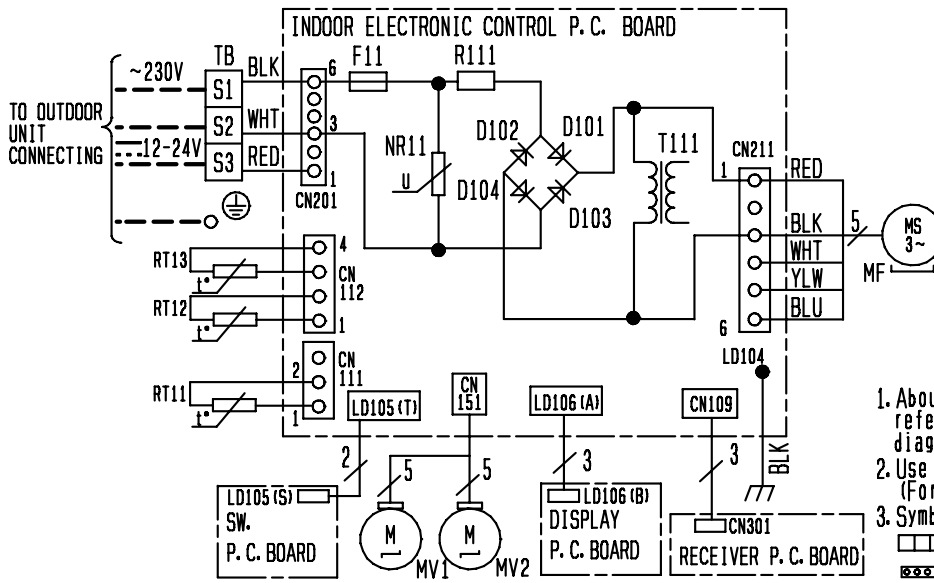 INDOOR ELECTRONIC CONTROL P.C. BOARD
TB
F11
R111
~230V
BLK
6
S1
TO OUTDOOR
UNIT
CONNECTING
S2
WHT
3
12-24V
S3
RED
1
CN201
NR11
u
D102
D101
D104
D103
T111
CN211
1
RED
BLK
5
WHT
YLW
BLU
6
MS
3~
MF
LD104
RT13
t°
4
CN
112
RT12
t°
1
2
CN
111
RT11
t°
1
LD105(T)
CN
151
LD106(A)
CN109
2
5
5
3
3
BLK
LD105(S)
SW.
P.C.BOARD
M
MV1
M
MV2
LD106(B)
DISPLAY
P.C.BOARD
CN301
RECEIVER P.C.BOARD
1. Abou
refe
diag
2. Use
(For
3. Symb